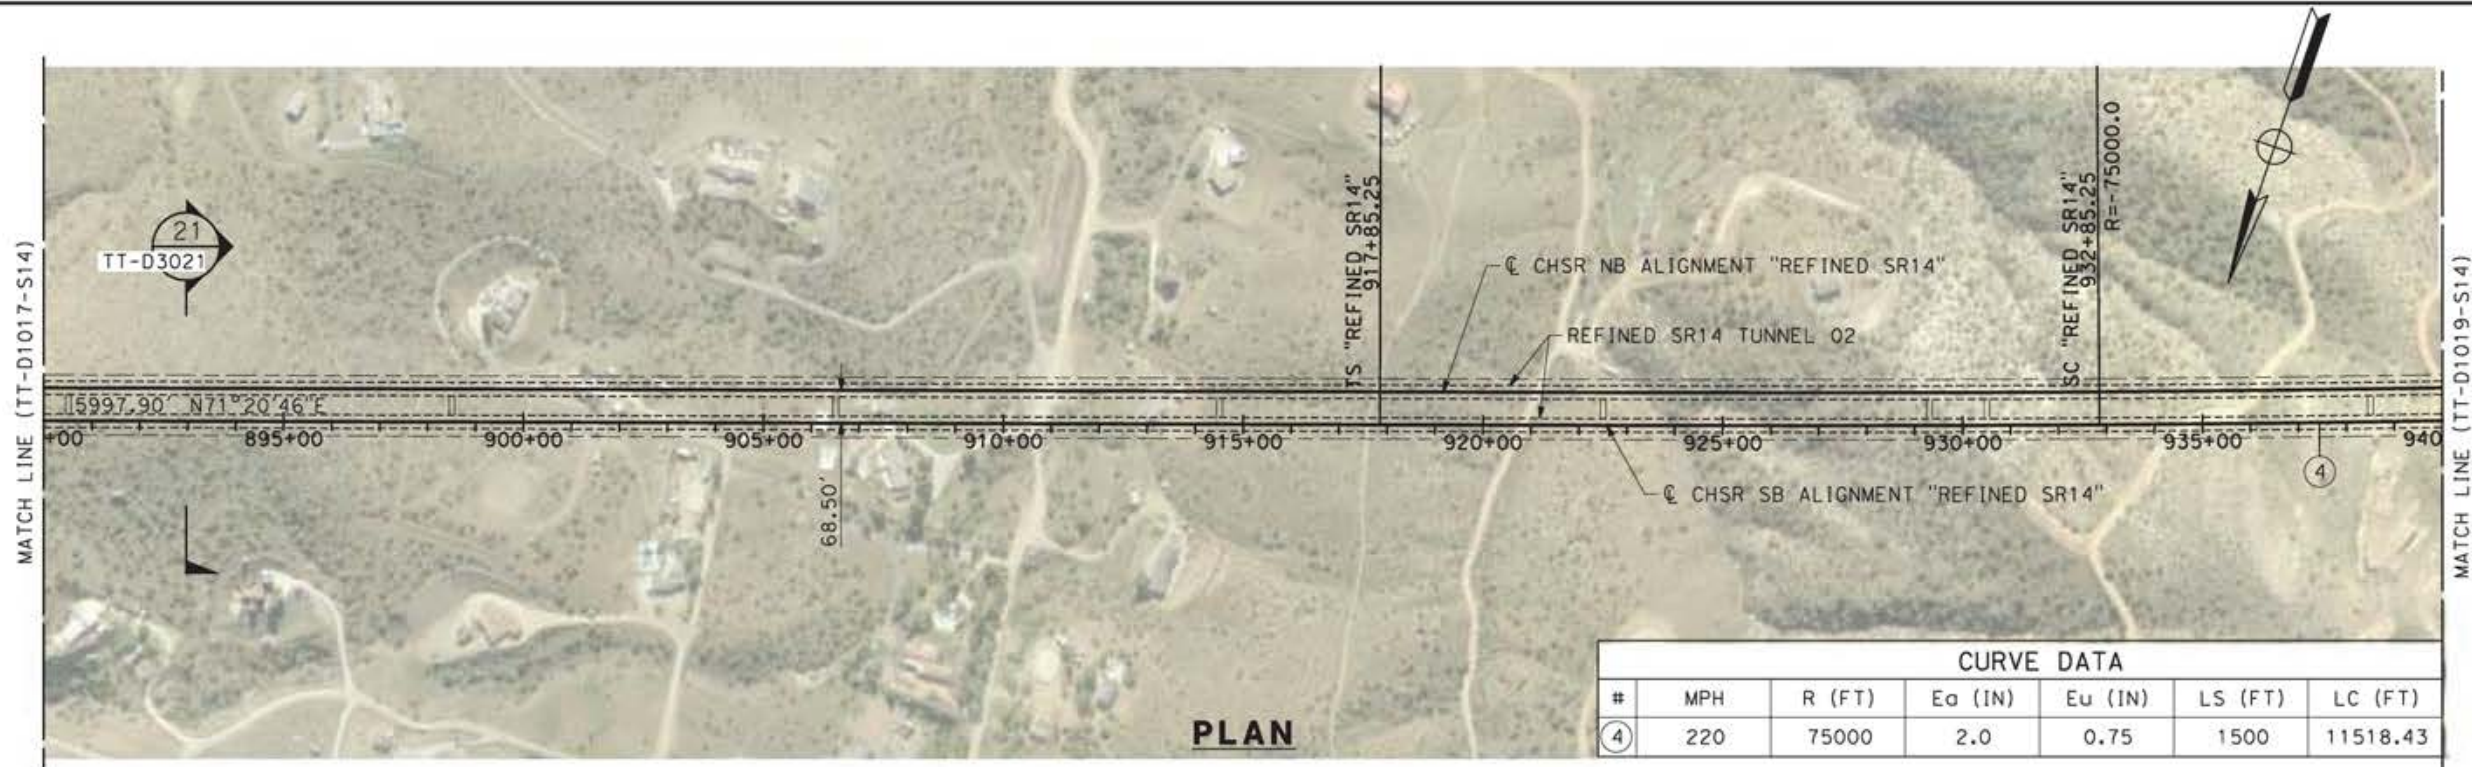 MATCH LINE (TT-D1017-S14)
21
TT-D3021
5997.90' N71°20'46"E
+00
895+00
900+00
905+00
910+00
915+00
920+00
925+00
930+00
935+00
940
68.50'
TS "REFINED SR14"
917+85.25
℄ CHSR NB ALIGNMENT "REFINED SR14"
REFINED SR14 TUNNEL 02
℄ CHSR SB ALIGNMENT "REFINED SR14"
SC "REFINED SR14"
932+85.25
R=-75000.0
4
MATCH LINE (TT-D1019-S14)
PLAN
CURVE DATA
# MPH R (FT) Ea (IN) Eu (IN) LS (FT) LC (FT)
4 220 75000 2.0 0.75 1500 11518.43